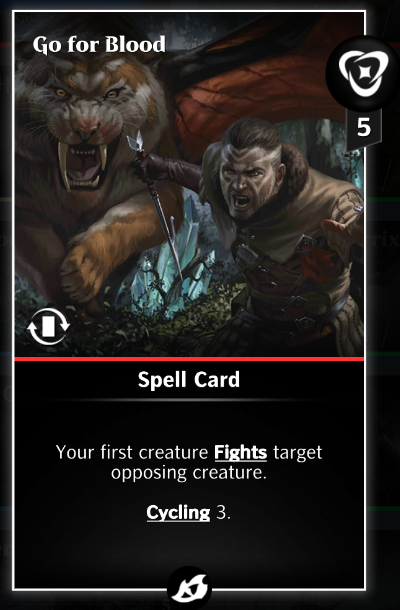 Go for Blood
5
Spell Card
Your first creature Fights target
opposing creature.
Cycling 3.